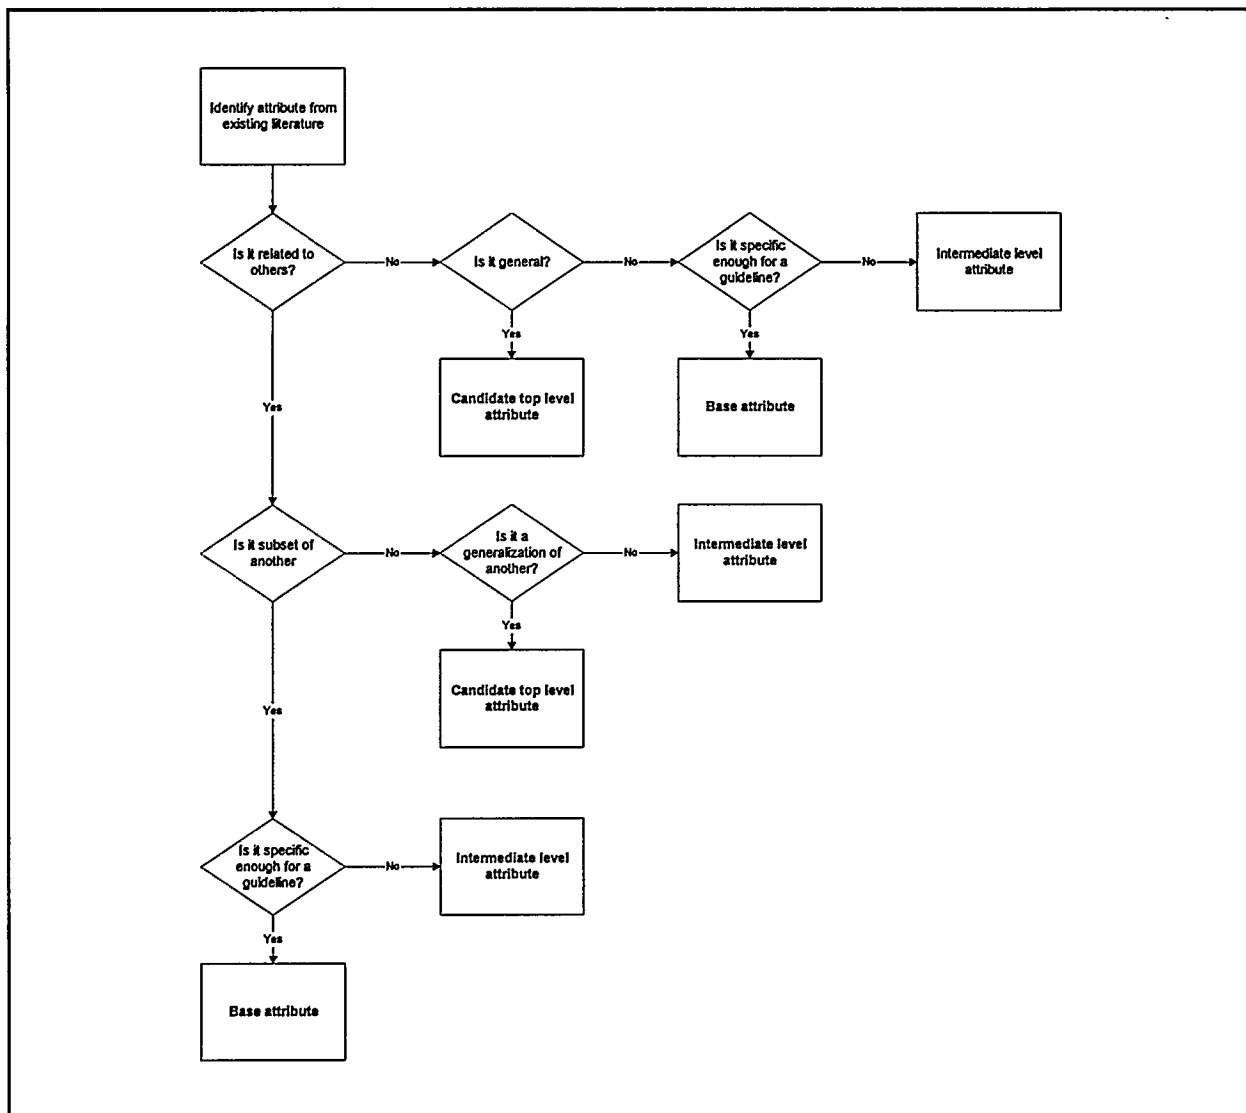 Identify attribute from
existing literature
Is it related to
others?
No
Is it general?
No
Is it specific
enough for a
guideline?
No
Intermediate level
attribute
Yes
Yes
Candidate top level
attribute
Base attribute
Yes
Is it subset of
another
No
Is it a
generalization of
another?
No
Intermediate level
attribute
Yes
Candidate top level
attribute
Yes
Is it specific
enough for a
guideline?
No
Intermediate level
attribute
Yes
Base attribute